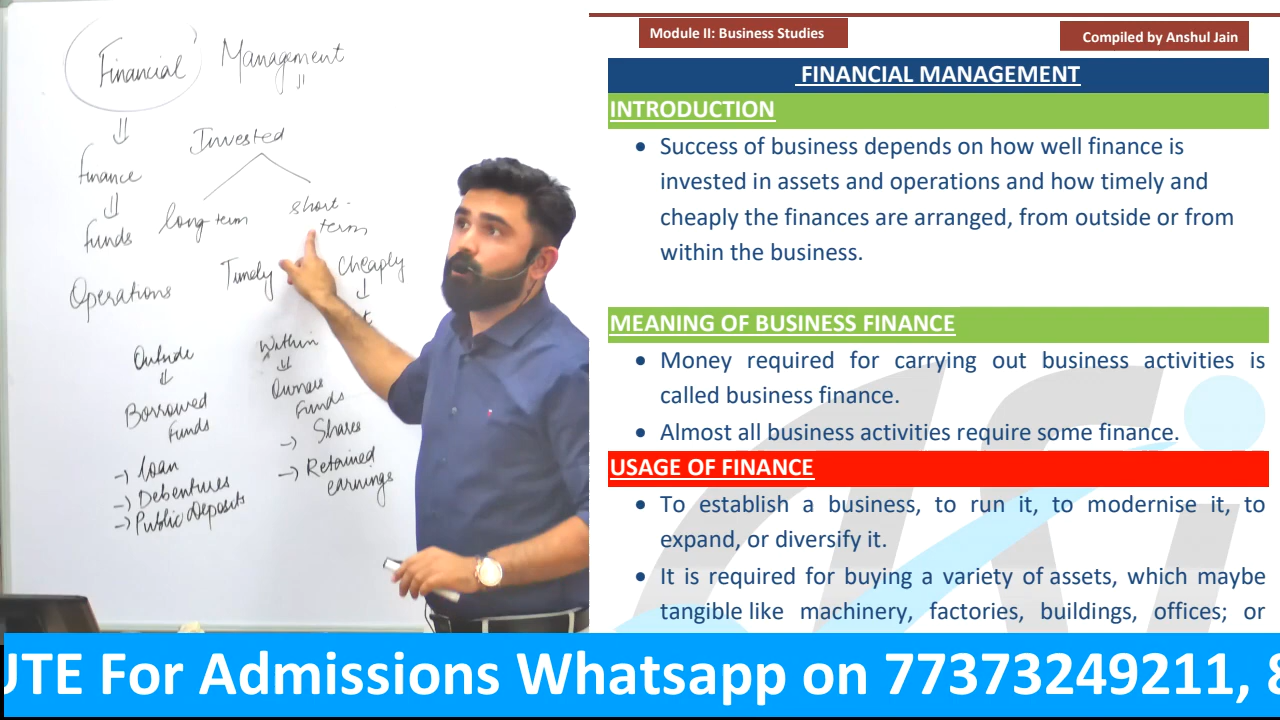 Financial Management
Invested
Finance
long-term
short-
term
funds
Timely
Cheaply
Operations
Outside
Within
Borrowed
Funds
Owners
Funds
-) Shares
-) Loan
-) Retained
earnings
-) Debentures
-) Public Deposits
Module II: Business Studies
Compiled by Anshul Jain
FINANCIAL MANAGEMENT
INTRODUCTION
• Success of business depends on how well finance is
invested in assets and operations and how timely and
cheaply the finances are arranged, from outside or from
within the business.
MEANING OF BUSINESS FINANCE
• Money required for carrying out business activities is
called business finance.
• Almost all business activities require some finance.
USAGE OF FINANCE
• To establish a business, to run it, to modernise it, to
expand, or diversify it.
• It is required for buying a variety of assets, which maybe
tangible like machinery, factories, buildings, offices; or
UTE For Admissions Whatsapp on 77373249211, 8